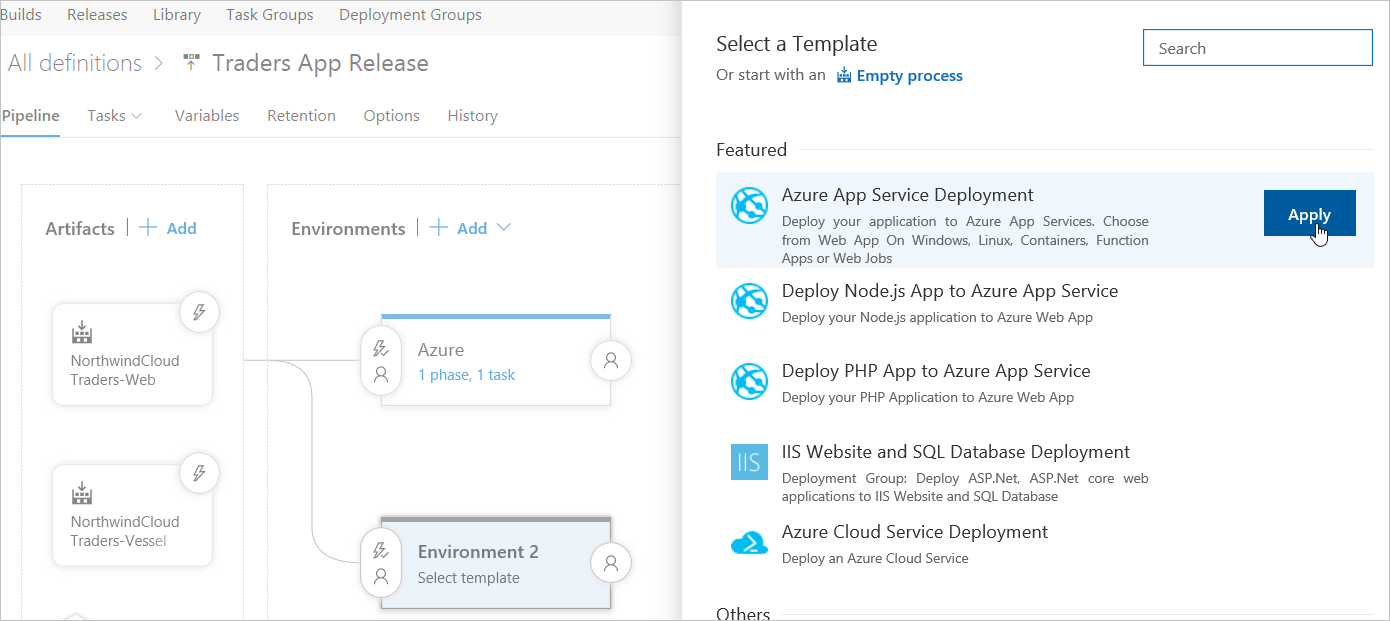 Builds Releases Library Task Groups Deployment Groups
All definitions > Traders App Release
Pipeline Tasks Variables Retention Options History
Artifacts | + Add
NorthwindCloud
Traders-Web
NorthwindCloud
Traders-Vessel
Environments | + Add
Azure
1 phase, 1 task
Environment 2
Select template
Select a Template
Search
Or start with an Empty process
Featured
Azure App Service Deployment
Deploy your application to Azure App Services. Choose
from Web App On Windows, Linux, Containers, Function
Apps or Web Jobs
Apply
Deploy Node.js App to Azure App Service
Deploy your Node.js application to Azure Web App
Deploy PHP App to Azure App Service
Deploy your PHP Application to Azure Web App
IIS
IIS Website and SQL Database Deployment
Deployment Group: Deploy ASP.Net, ASP.Net core web
applications to IIS Website and SQL Database
Azure Cloud Service Deployment
Deploy an Azure Cloud Service
Others